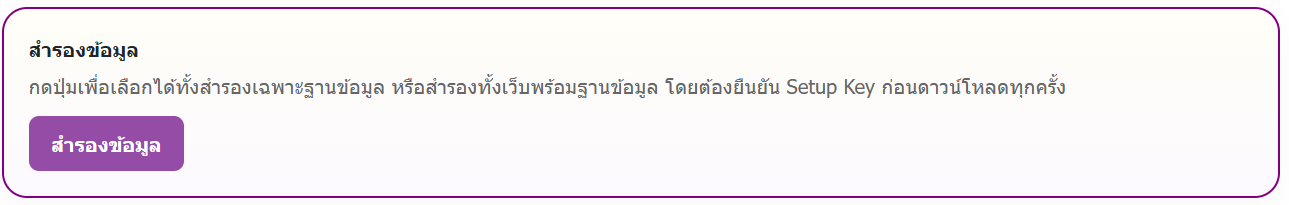 สำรองข้อมูล
กดปุ่มเพื่อเลือกได้ทั้งสำรองเฉพาะฐานข้อมูล หรือสำรองทั้งเว็บพร้อมฐานข้อมูล โดยต้องยืนยัน Setup Key ก่อนดาวน์โหลดทุกครั้ง
สำรองข้อมูล